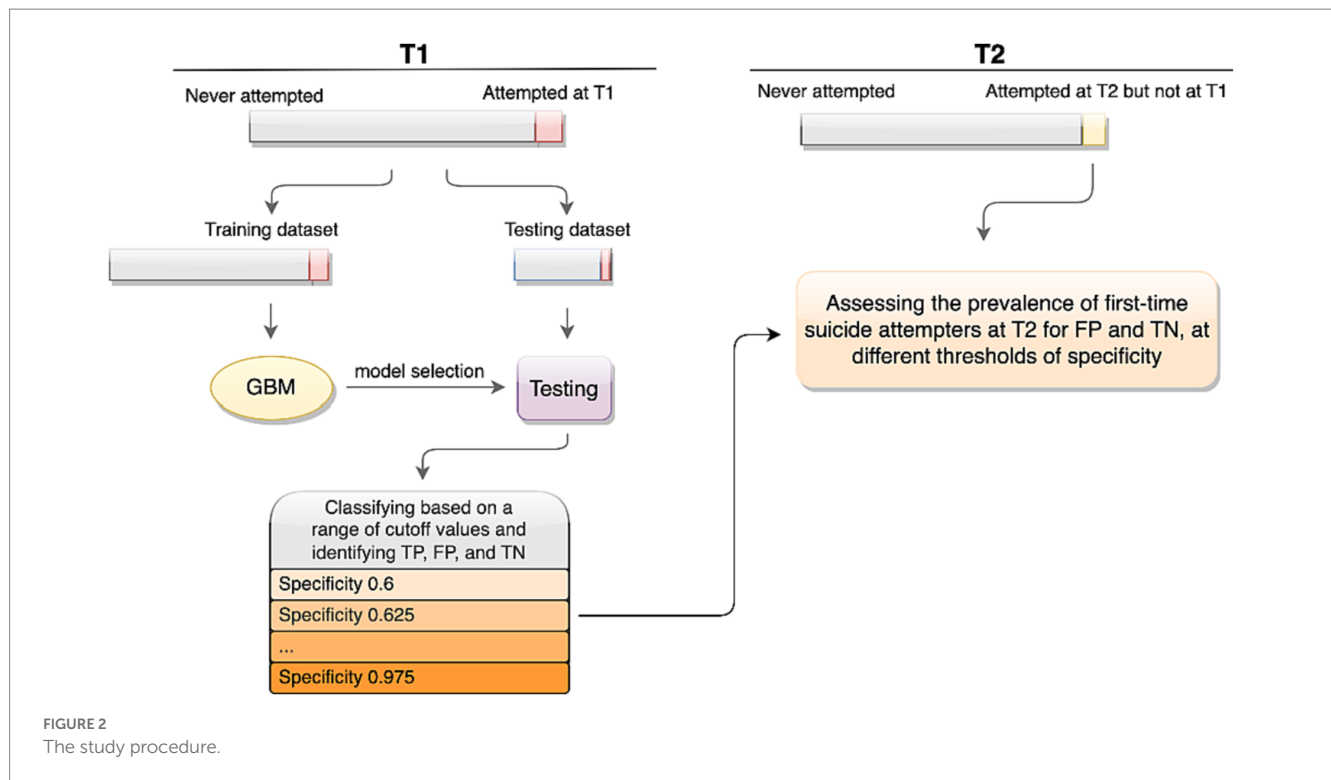 T1
Never attempted
Attempted at T1
Training dataset
Testing dataset
GBM
model selection
Testing
Classifying based on a
range of cutoff values and
identifying TP, FP, and TN
Specificity 0.6
Specificity 0.625
...
Specificity 0.975
T2
Never attempted
Attempted at T2 but not at T1
Assessing the prevalence of first-time
suicide attempters at T2 for FP and TN, at
different thresholds of specificity
FIGURE 2
The study procedure.